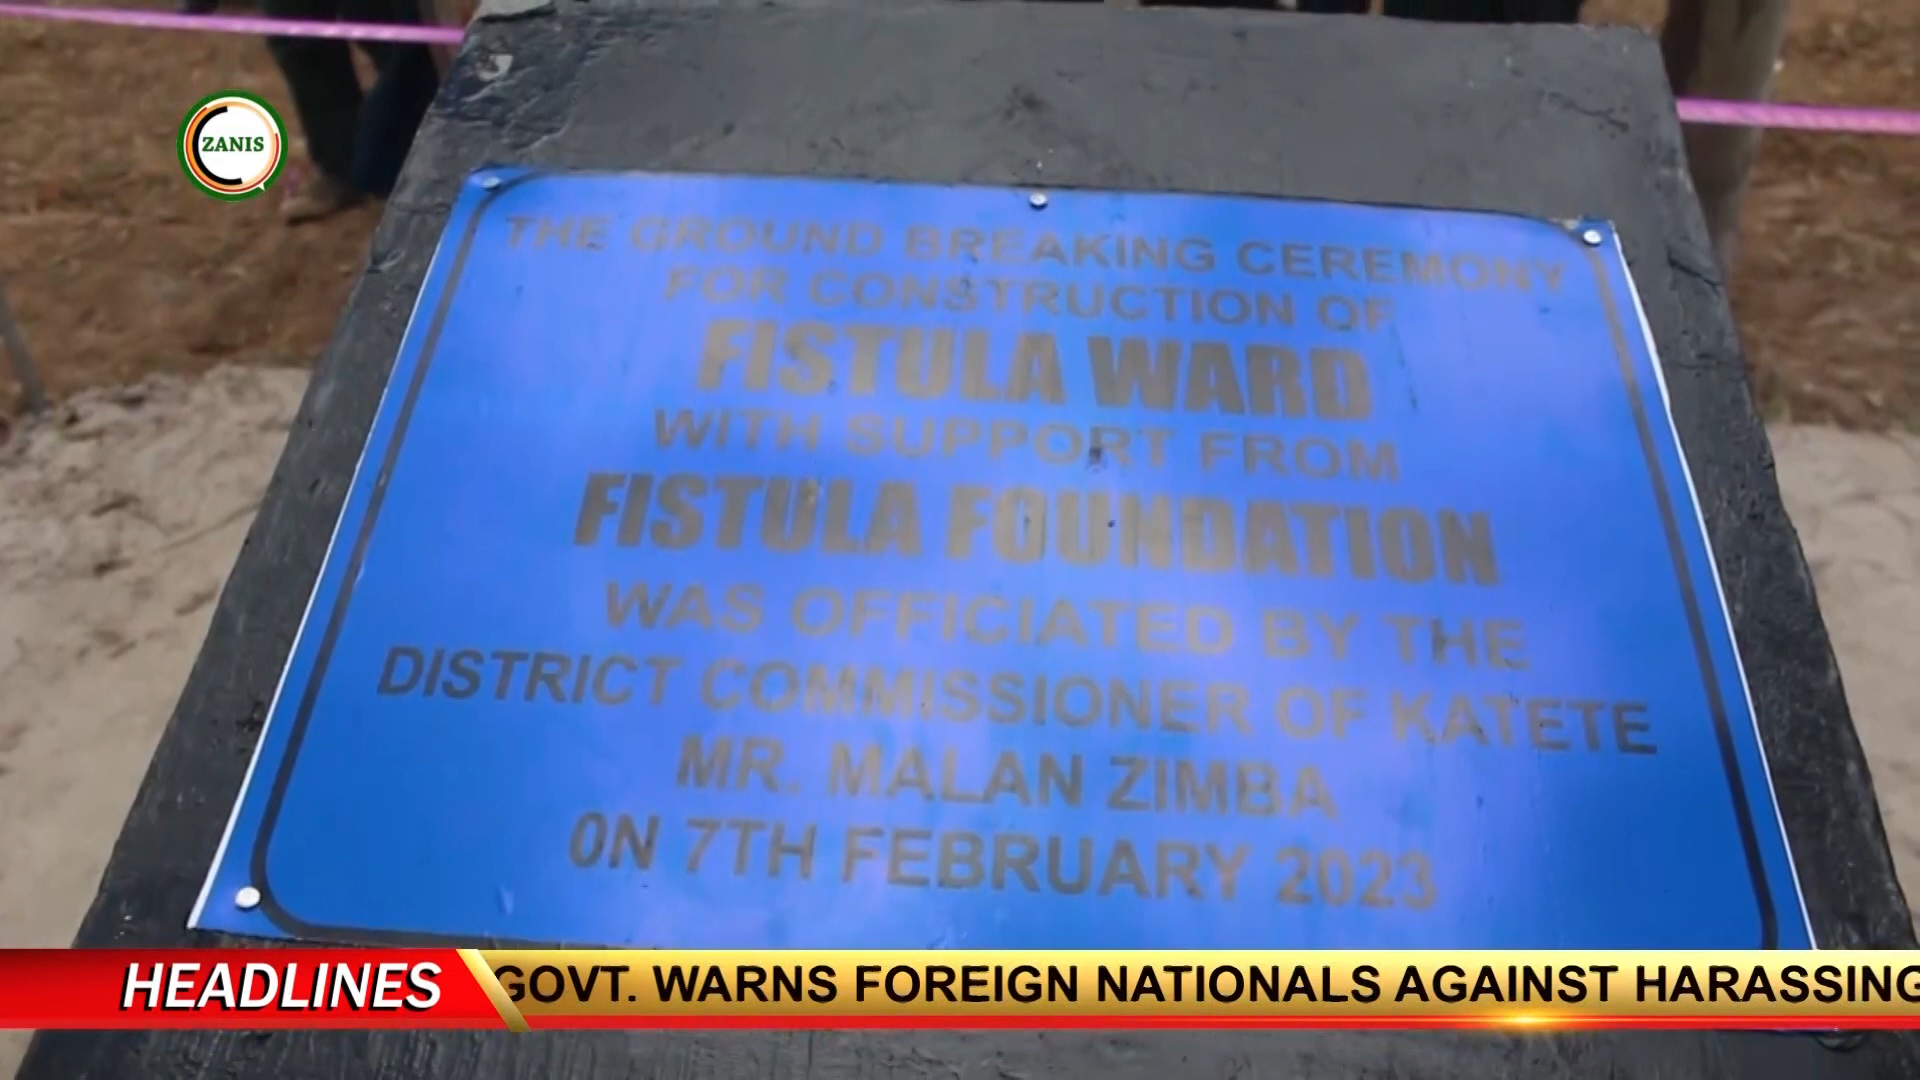 ZANIS
THE GROUND BREAKING CEREMONY
FOR CONSTRUCTION OF
FISTULA WARD
WITH SUPPORT FROM
FISTULA FOUNDATION
WAS OFFICIATED BY THE
DISTRICT COMMISSIONER OF KATETE
MR. MALAN ZIMBA
0N 7TH FEBRUARY 2023
HEADLINES
GOVT. WARNS FOREIGN NATIONALS AGAINST HARASSING